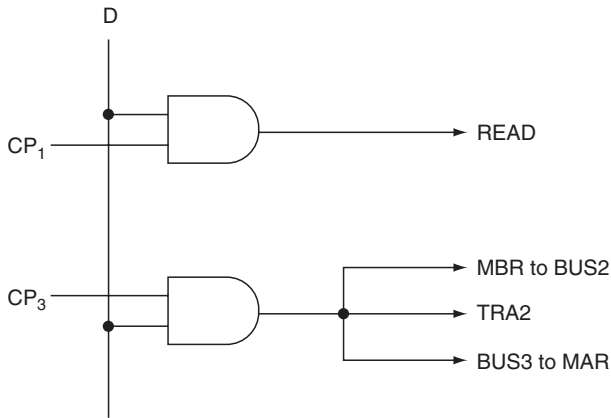 D
CP₁
READ
MBR to BUS2
CP₃
TRA2
BUS3 to MAR